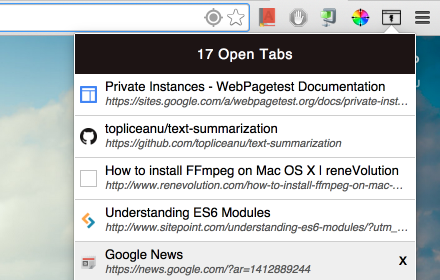 17 Open Tabs
Private Instances - WebPagetest Documentation
https://sites.google.com/a/webpagetest.org/docs/private-inst…
topliceanu/text-summarization
https://github.com/topliceanu/text-summarization
How to install FFmpeg on Mac OS X | reneVolution
http://www.renevolution.com/how-to-install-ffmpeg-on-mac-…
Understanding ES6 Modules
http://www.sitepoint.com/understanding-es6-modules/?utm_…
Google News
X
https://news.google.com/?ar=1412889244